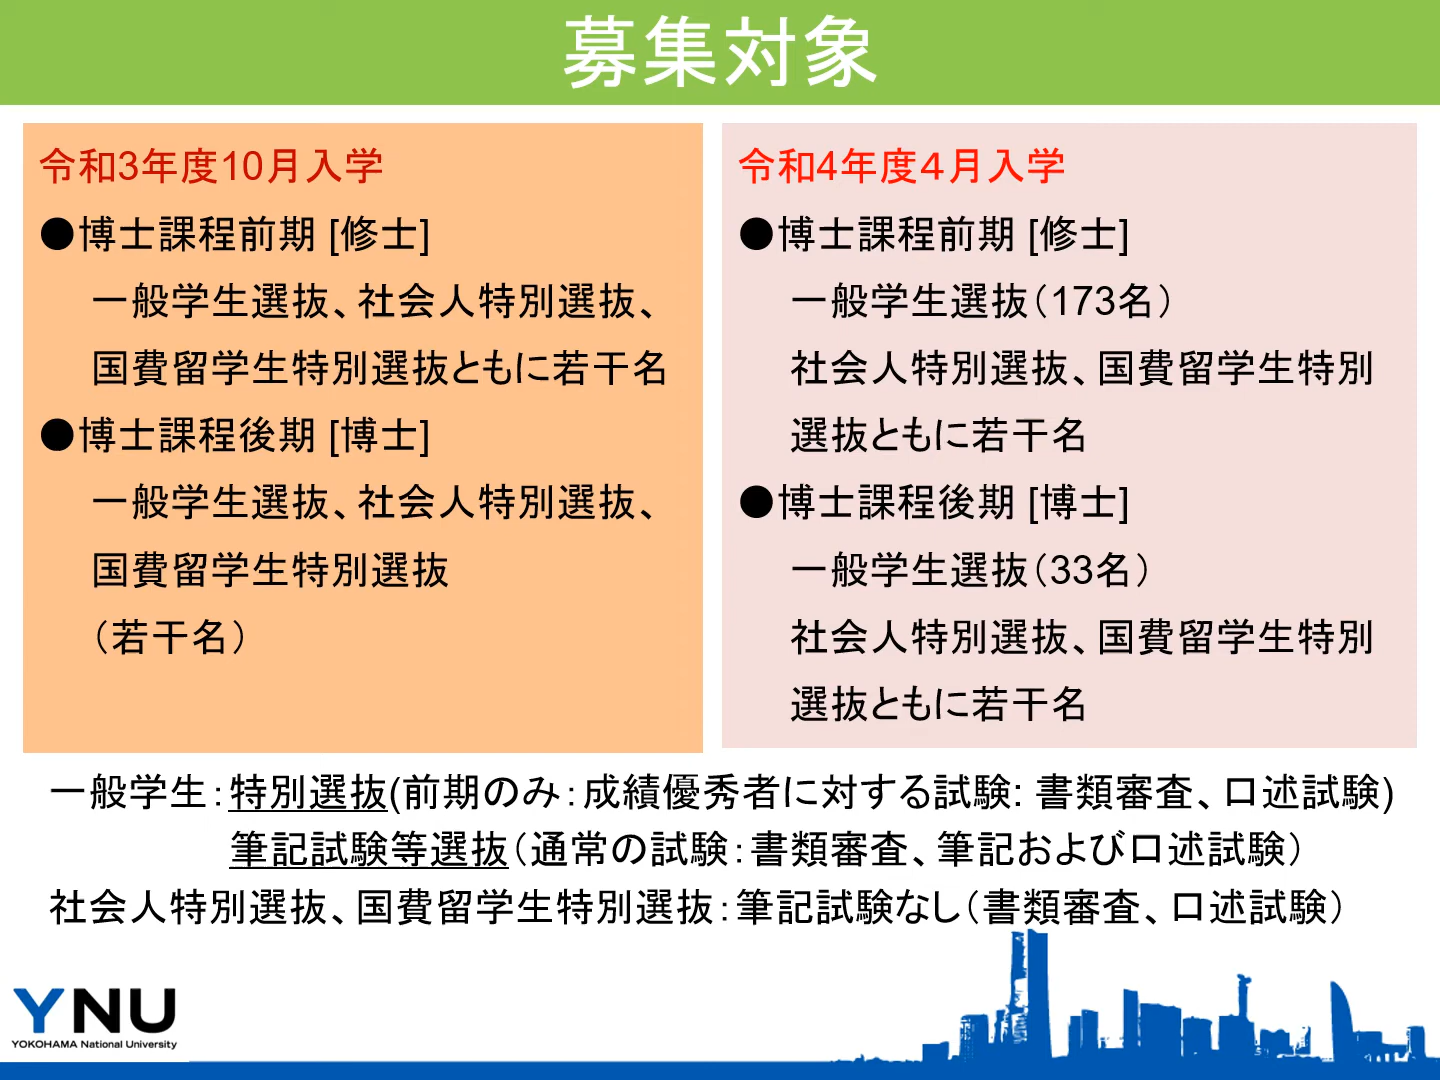 募集対象
令和3年度10月入学
●博士課程前期 [修士]
一般学生選抜、社会人特別選抜、
国費留学生特別選抜ともに若干名
●博士課程後期 [博士]
一般学生選抜、社会人特別選抜、
国費留学生特別選抜
（若干名）
令和4年度４月入学
●博士課程前期 [修士]
一般学生選抜（173名）
社会人特別選抜、国費留学生特別
選抜ともに若干名
●博士課程後期 [博士]
一般学生選抜（33名）
社会人特別選抜、国費留学生特別
選抜ともに若干名
一般学生：特別選抜(前期のみ：成績優秀者に対する試験: 書類審査、口述試験)
筆記試験等選抜（通常の試験：書類審査、筆記および口述試験）
社会人特別選抜、国費留学生特別選抜：筆記試験なし（書類審査、口述試験）
YNU
YOKOHAMA National University